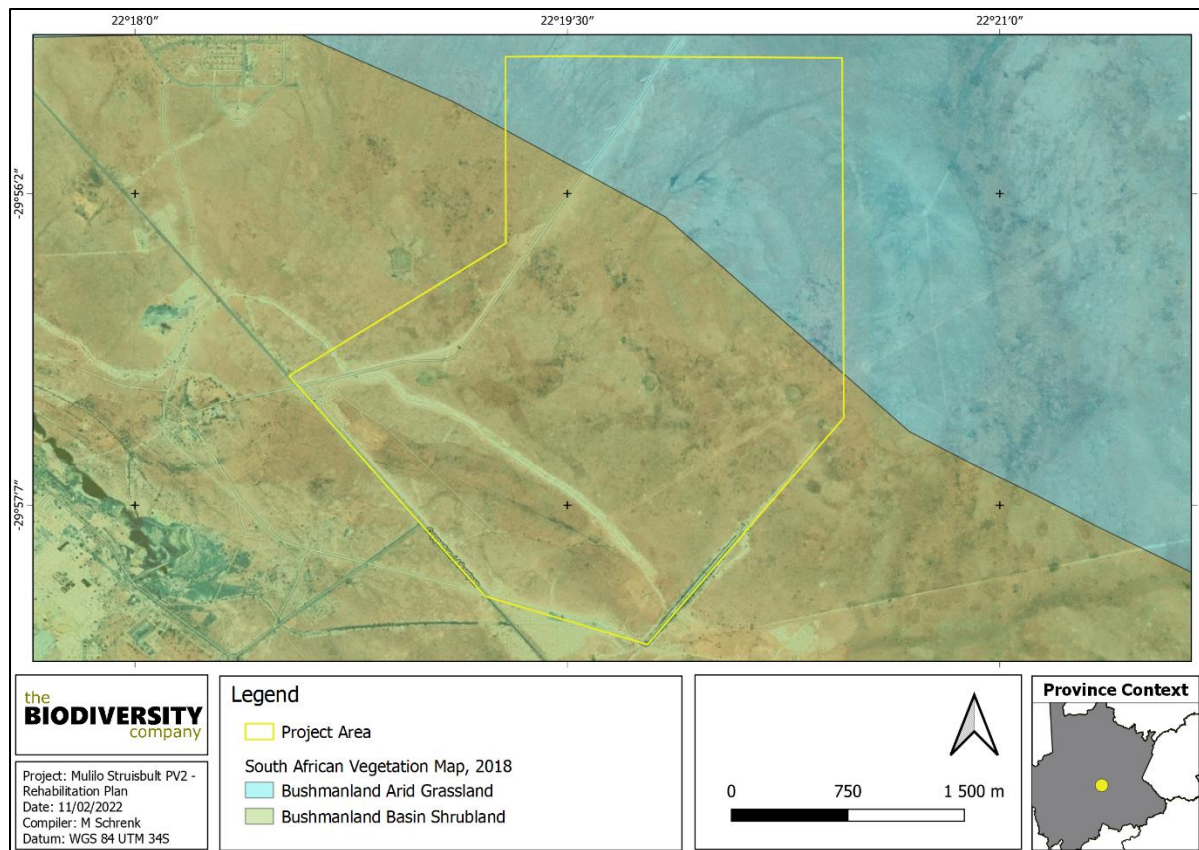 22°18'0"
22°19'30"
22°21'0"
-29°56'2"
-29°57'7"
the
BIODIVERSITY
company
Project: Mulilo Struisbult PV2 -
Rehabilitation Plan
Date: 11/02/2022
Compiler: M Schrenk
Datum: WGS 84 UTM 34S
Legend
Project Area
South African Vegetation Map, 2018
Bushmanland Arid Grassland
Bushmanland Basin Shrubland
0 750 1 500 m
Province Context